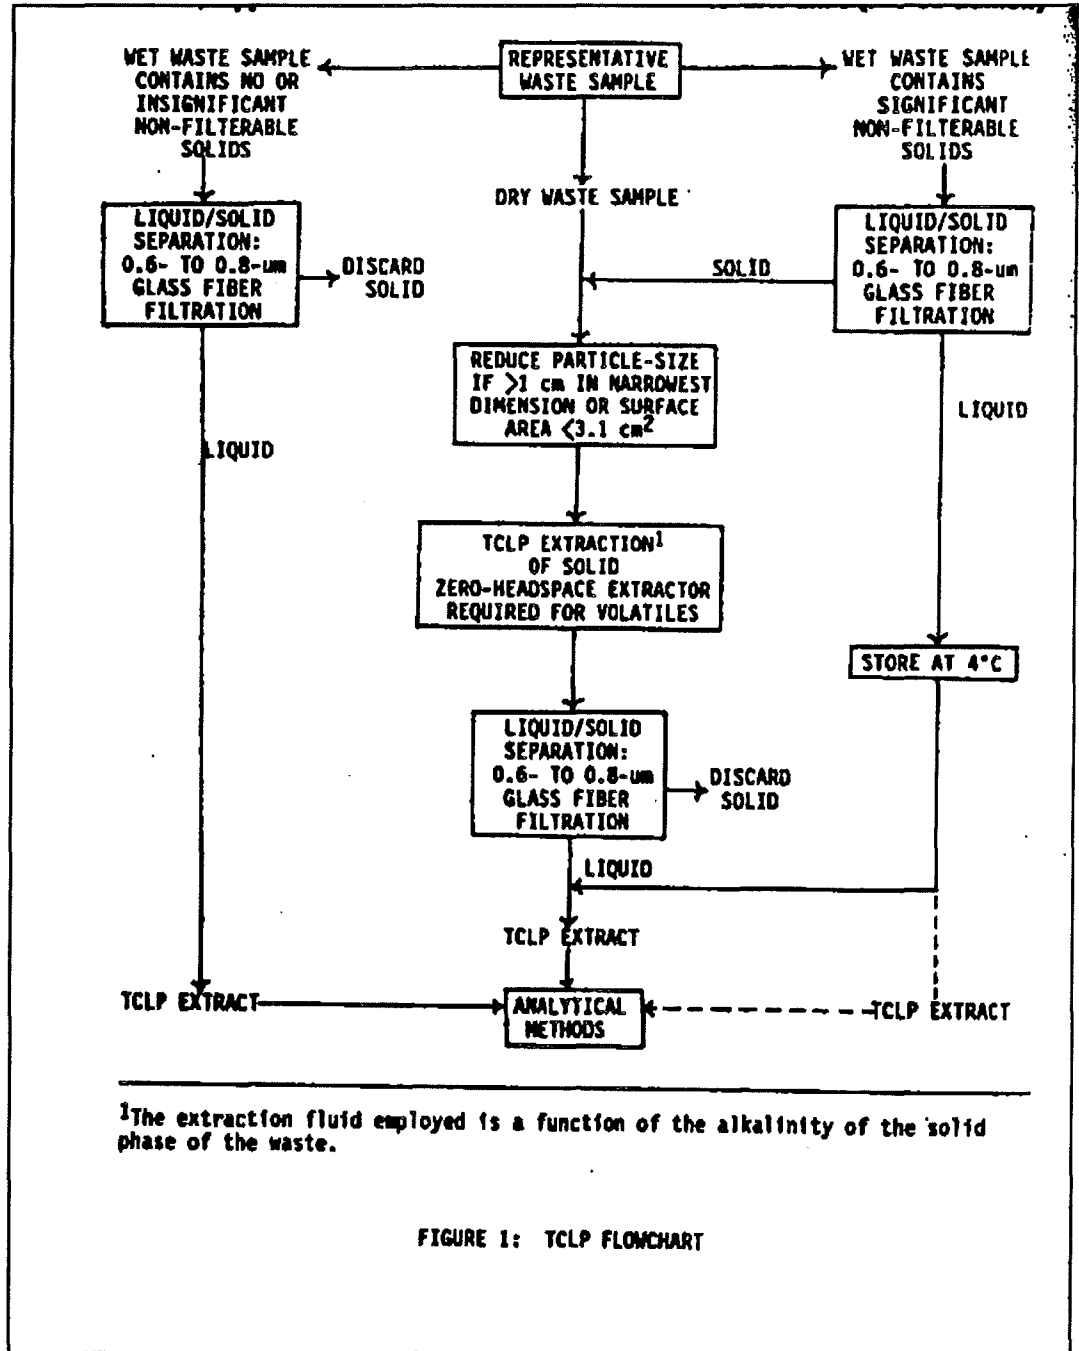 WET WASTE SAMPLE
CONTAINS NO OR
INSIGNIFICANT
NON-FILTERABLE
SOLIDS
REPRESENTATIVE
WASTE SAMPLE
WET WASTE SAMPLE
CONTAINS
SIGNIFICANT
NON-FILTERABLE
SOLIDS
DRY WASTE SAMPLE
LIQUID/SOLID
SEPARATION:
0.6- TO 0.8-um
GLASS FIBER
FILTRATION
DISCARD
SOLID
SOLID
LIQUID/SOLID
SEPARATION:
0.6- TO 0.8-um
GLASS FIBER
FILTRATION
REDUCE PARTICLE-SIZE
IF >1 cm IN NARROWEST
DIMENSION OR SURFACE
AREA <3.1 cm²
LIQUID
LIQUID
TCLP EXTRACTION¹
OF SOLID
ZERO-HEADSPACE EXTRACTOR
REQUIRED FOR VOLATILES
STORE AT 4°C
LIQUID/SOLID
SEPARATION:
0.6- TO 0.8-um
GLASS FIBER
FILTRATION
DISCARD
SOLID
LIQUID
TCLP EXTRACT
TCLP EXTRACT
ANALYTICAL
METHODS
TCLP EXTRACT
¹The extraction fluid employed is a function of the alkalinity of the solid
phase of the waste.
FIGURE 1: TCLP FLOWCHART